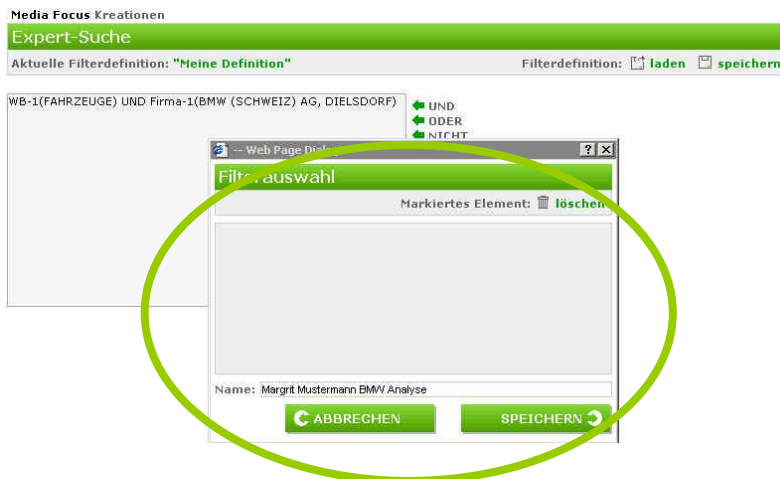 Media Focus Kreationen
Expert-Suche
Aktuelle Filterdefinition: "Meine Definition" Filterdefinition: laden speichern
WB-1(FAHRZEUGE) UND Firma-1(BMW (SCHWEIZ) AG, DIELSDORF)
UND
ODER
NICHT
-- Web Page Dialog
Filterauswahl
Markiertes Element: löschen
Name: Margrit Mustermann BMW Analyse
ABBRECHEN SPEICHERN